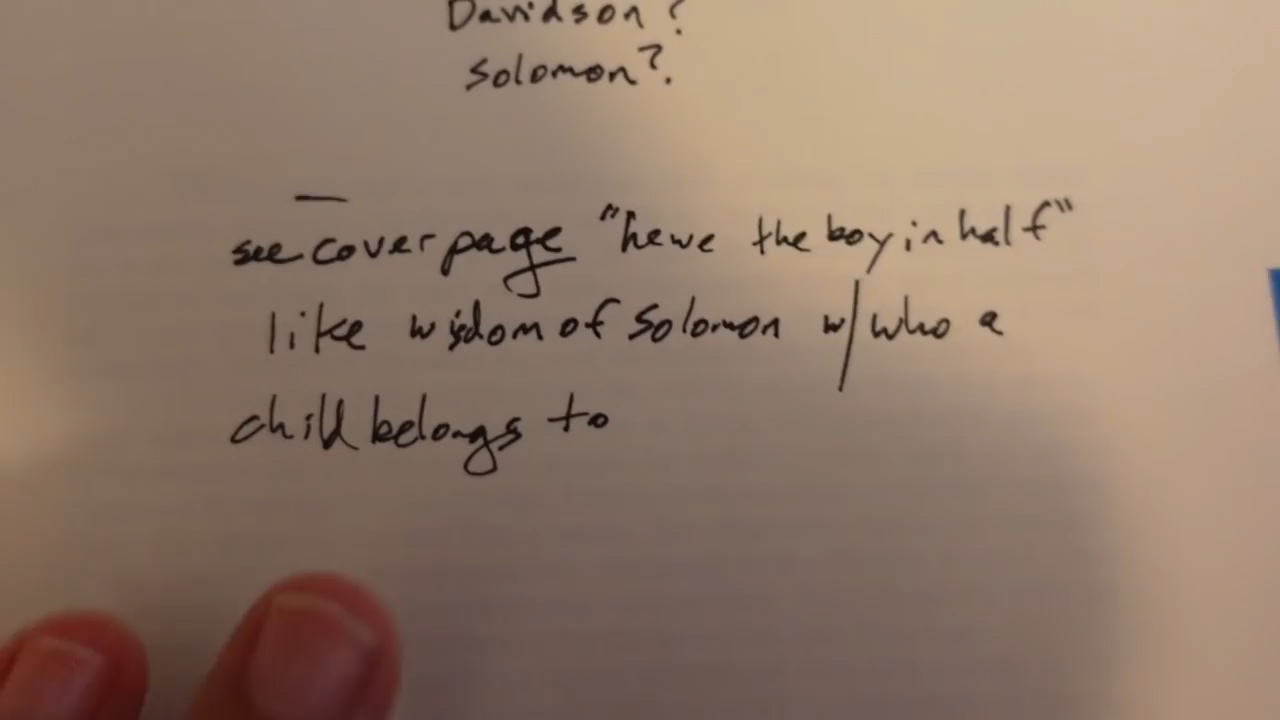 Davidson?
Solomon?
see cover page "hewe the boy in half"
like wisdom of Solomon w/ who a
child belongs to